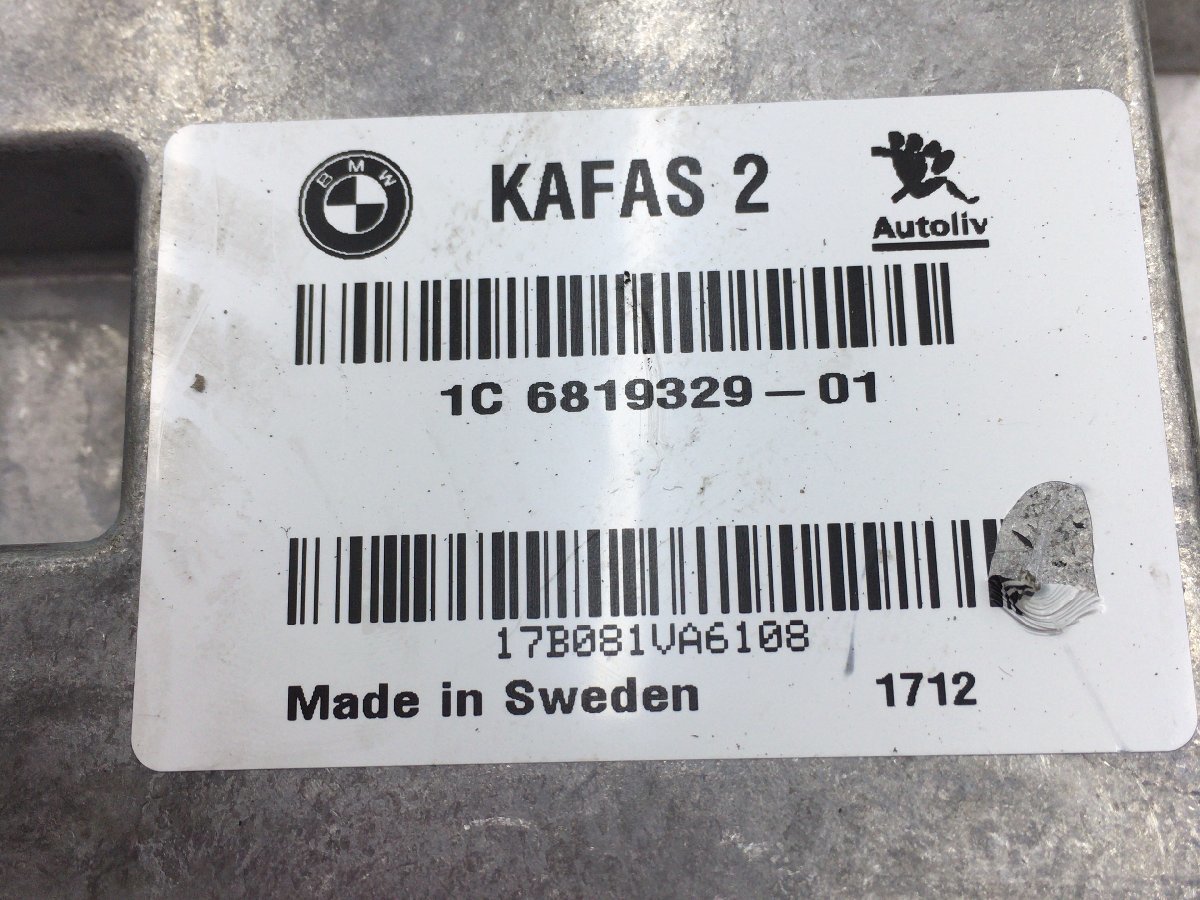 BMW
KAFAS 2
Autoliv
1C 6819329-01
17B081VA6108
Made in Sweden
1712